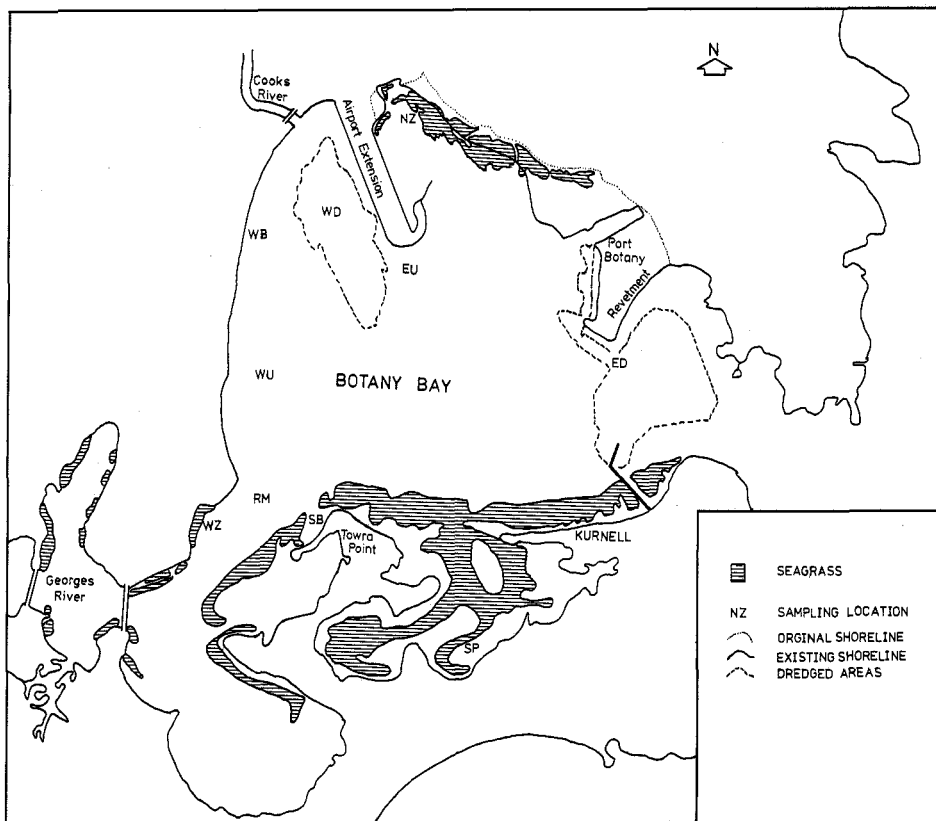 N
Cooks
River
Airport Extension
NZ
WD
WB
EU
Port
Botany
Revetment
ED
WU
BOTANY BAY
RM
SB
WZ
Towra
Point
KURNELL
Georges
River
SP
SEAGRASS
NZ SAMPLING LOCATION
ORGINAL SHORELINE
EXISTING SHORELINE
DREDGED AREAS